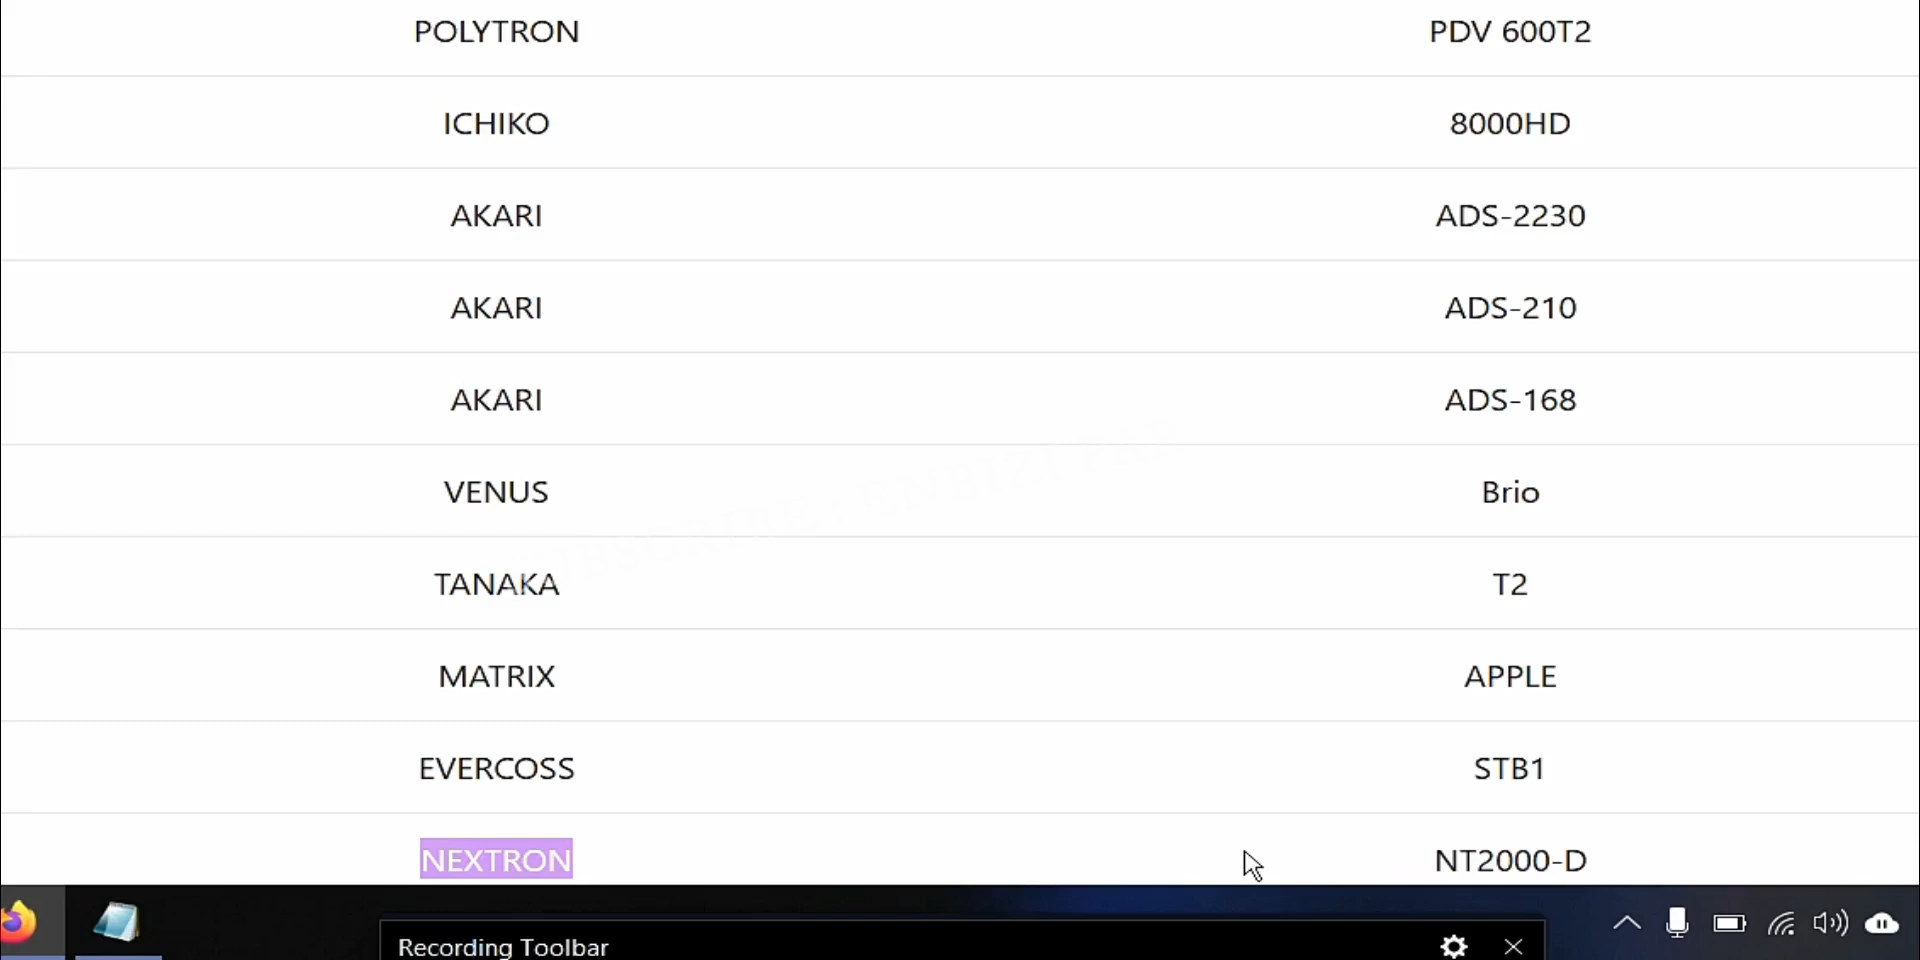 POLYTRON PDV 600T2
ICHIKO 8000HD
AKARI ADS-2230
AKARI ADS-210
AKARI ADS-168
VENUS Brio
TANAKA T2
MATRIX APPLE
EVERCOSS STB1
NEXTRON NT2000-D
Recording Toolbar